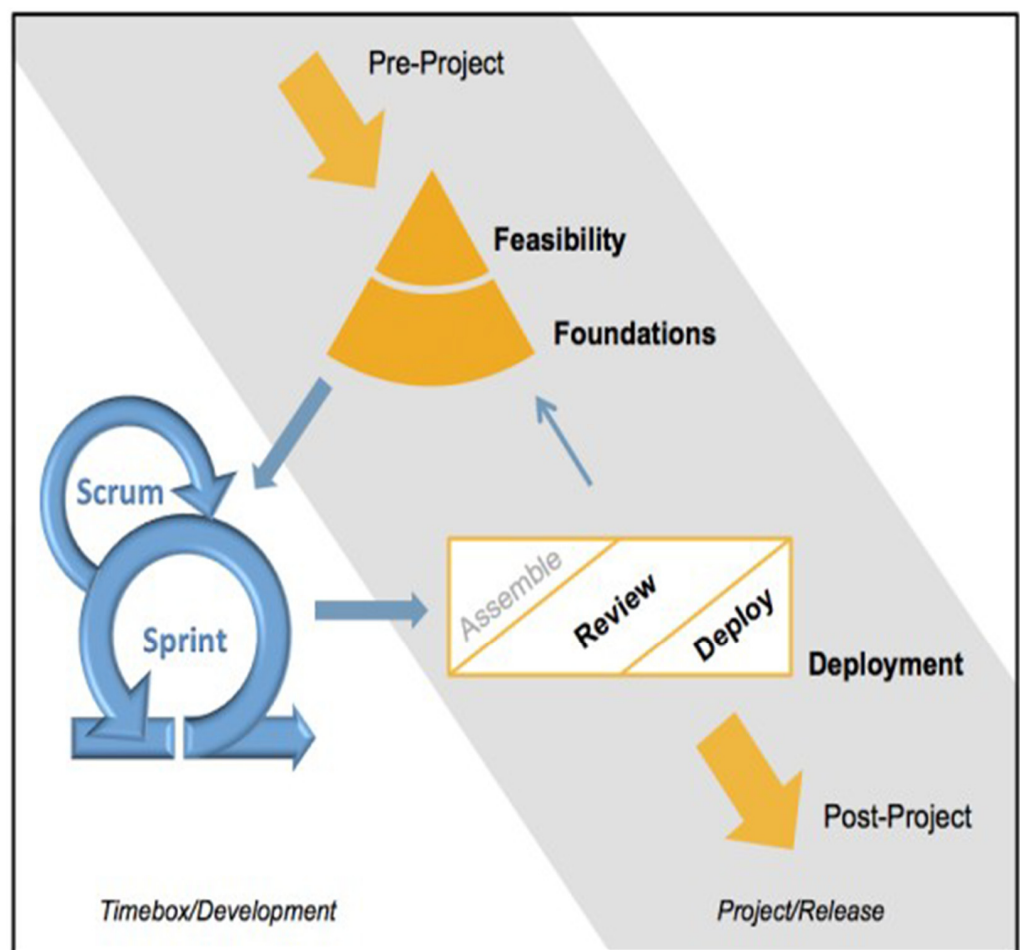 Pre-Project
Feasibility
Foundations
Scrum
Sprint
Assemble
Review
Deploy
Deployment
Post-Project
Timebox/Development
Project/Release